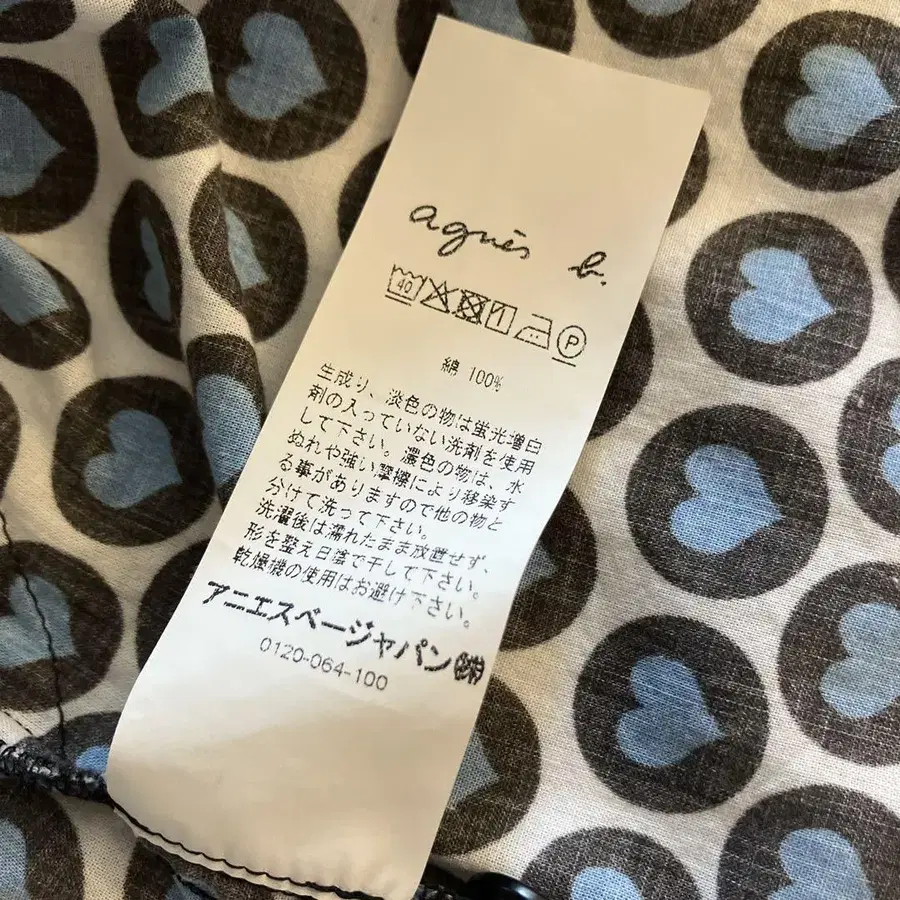 agnès b.
40 P
綿 100%
生成り、淡色の物は蛍光増白
剤の入っていない洗剤を使用
して下さい。濃色の物は、水
ぬれや強い摩擦により移染す
る事がありますので他の物と
分けて洗って下さい。
洗濯後は濡れたまま放置せず、
形を整え日陰で干して下さい。
乾燥機の使用はお避け下さい。
アニエスベージャパン㈱
0120-064-100